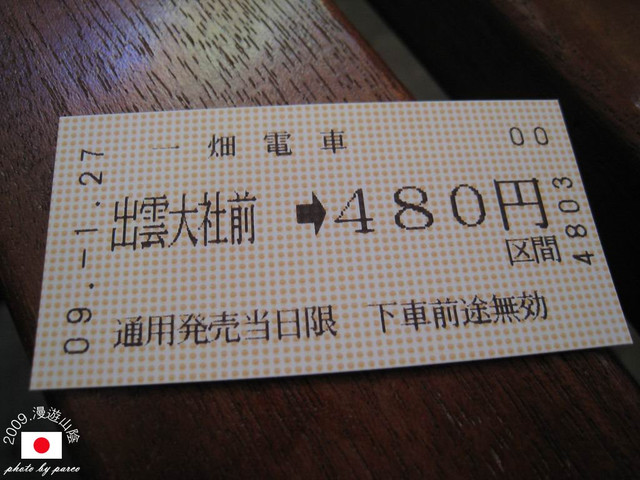 一畑電車 00
出雲大社前➡480円
区間
通用発売当日限 下車前途無効
09.-1.27
4803
2009.漫遊山陰
photo by parco